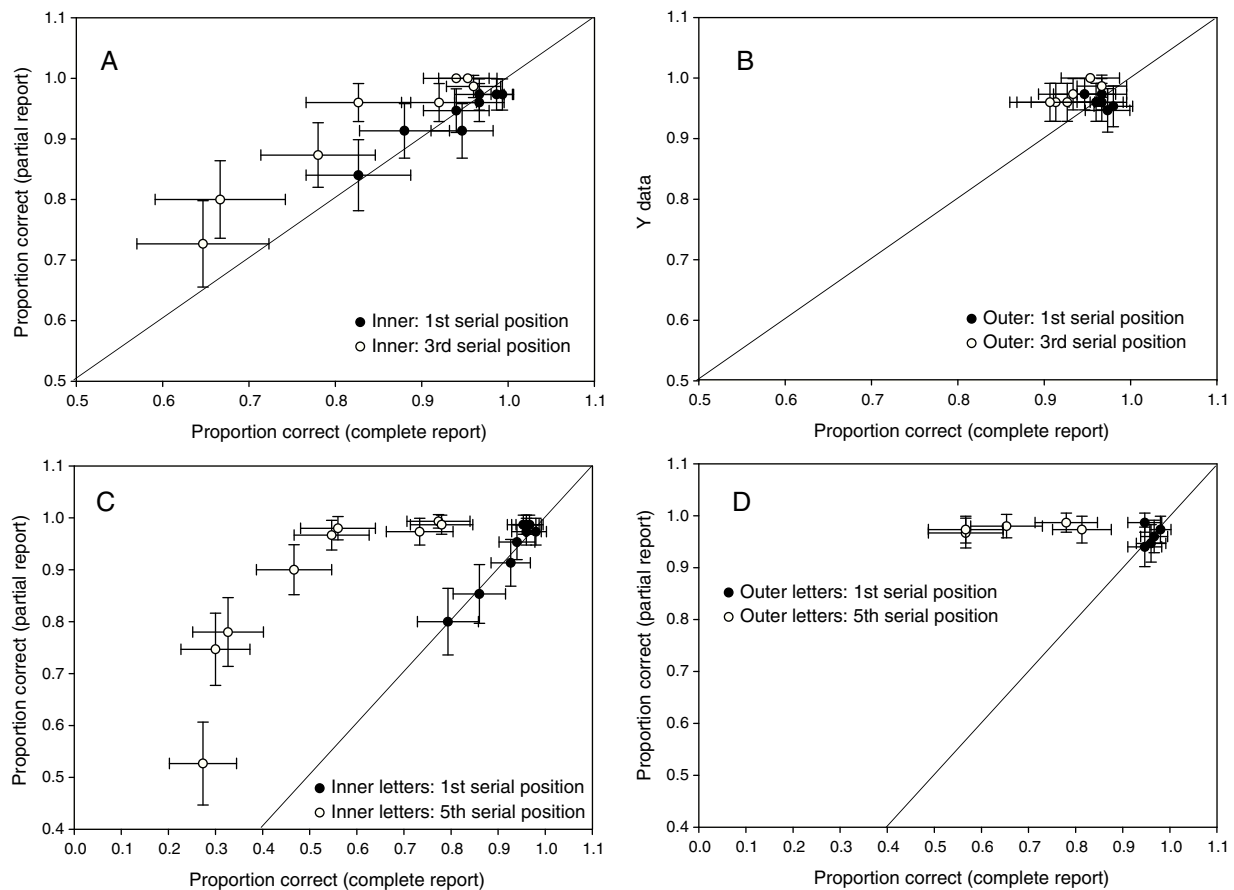 A
Proportion correct (partial report)
1.1
1.0
0.9
0.8
0.7
0.6
0.5
Inner: 1st serial position
Inner: 3rd serial position
0.5 0.6 0.7 0.8 0.9 1.0 1.1
Proportion correct (complete report)
B
Y data
1.1
1.0
0.9
0.8
0.7
0.6
0.5
Outer: 1st serial position
Outer: 3rd serial position
0.5 0.6 0.7 0.8 0.9 1.0 1.1
Proportion correct (complete report)
C
Proportion correct (partial report)
1.1
1.0
0.9
0.8
0.7
0.6
0.5
0.4
Inner letters: 1st serial position
Inner letters: 5th serial position
0.0 0.1 0.2 0.3 0.4 0.5 0.6 0.7 0.8 0.9 1.0 1.1
Proportion correct (complete report)
D
Proportion correct (partial report)
1.1
1.0
0.9
0.8
0.7
0.6
0.5
0.4
Outer letters: 1st serial position
Outer letters: 5th serial position
0.0 0.1 0.2 0.3 0.4 0.5 0.6 0.7 0.8 0.9 1.0 1.1
Proportion correct (complete report)